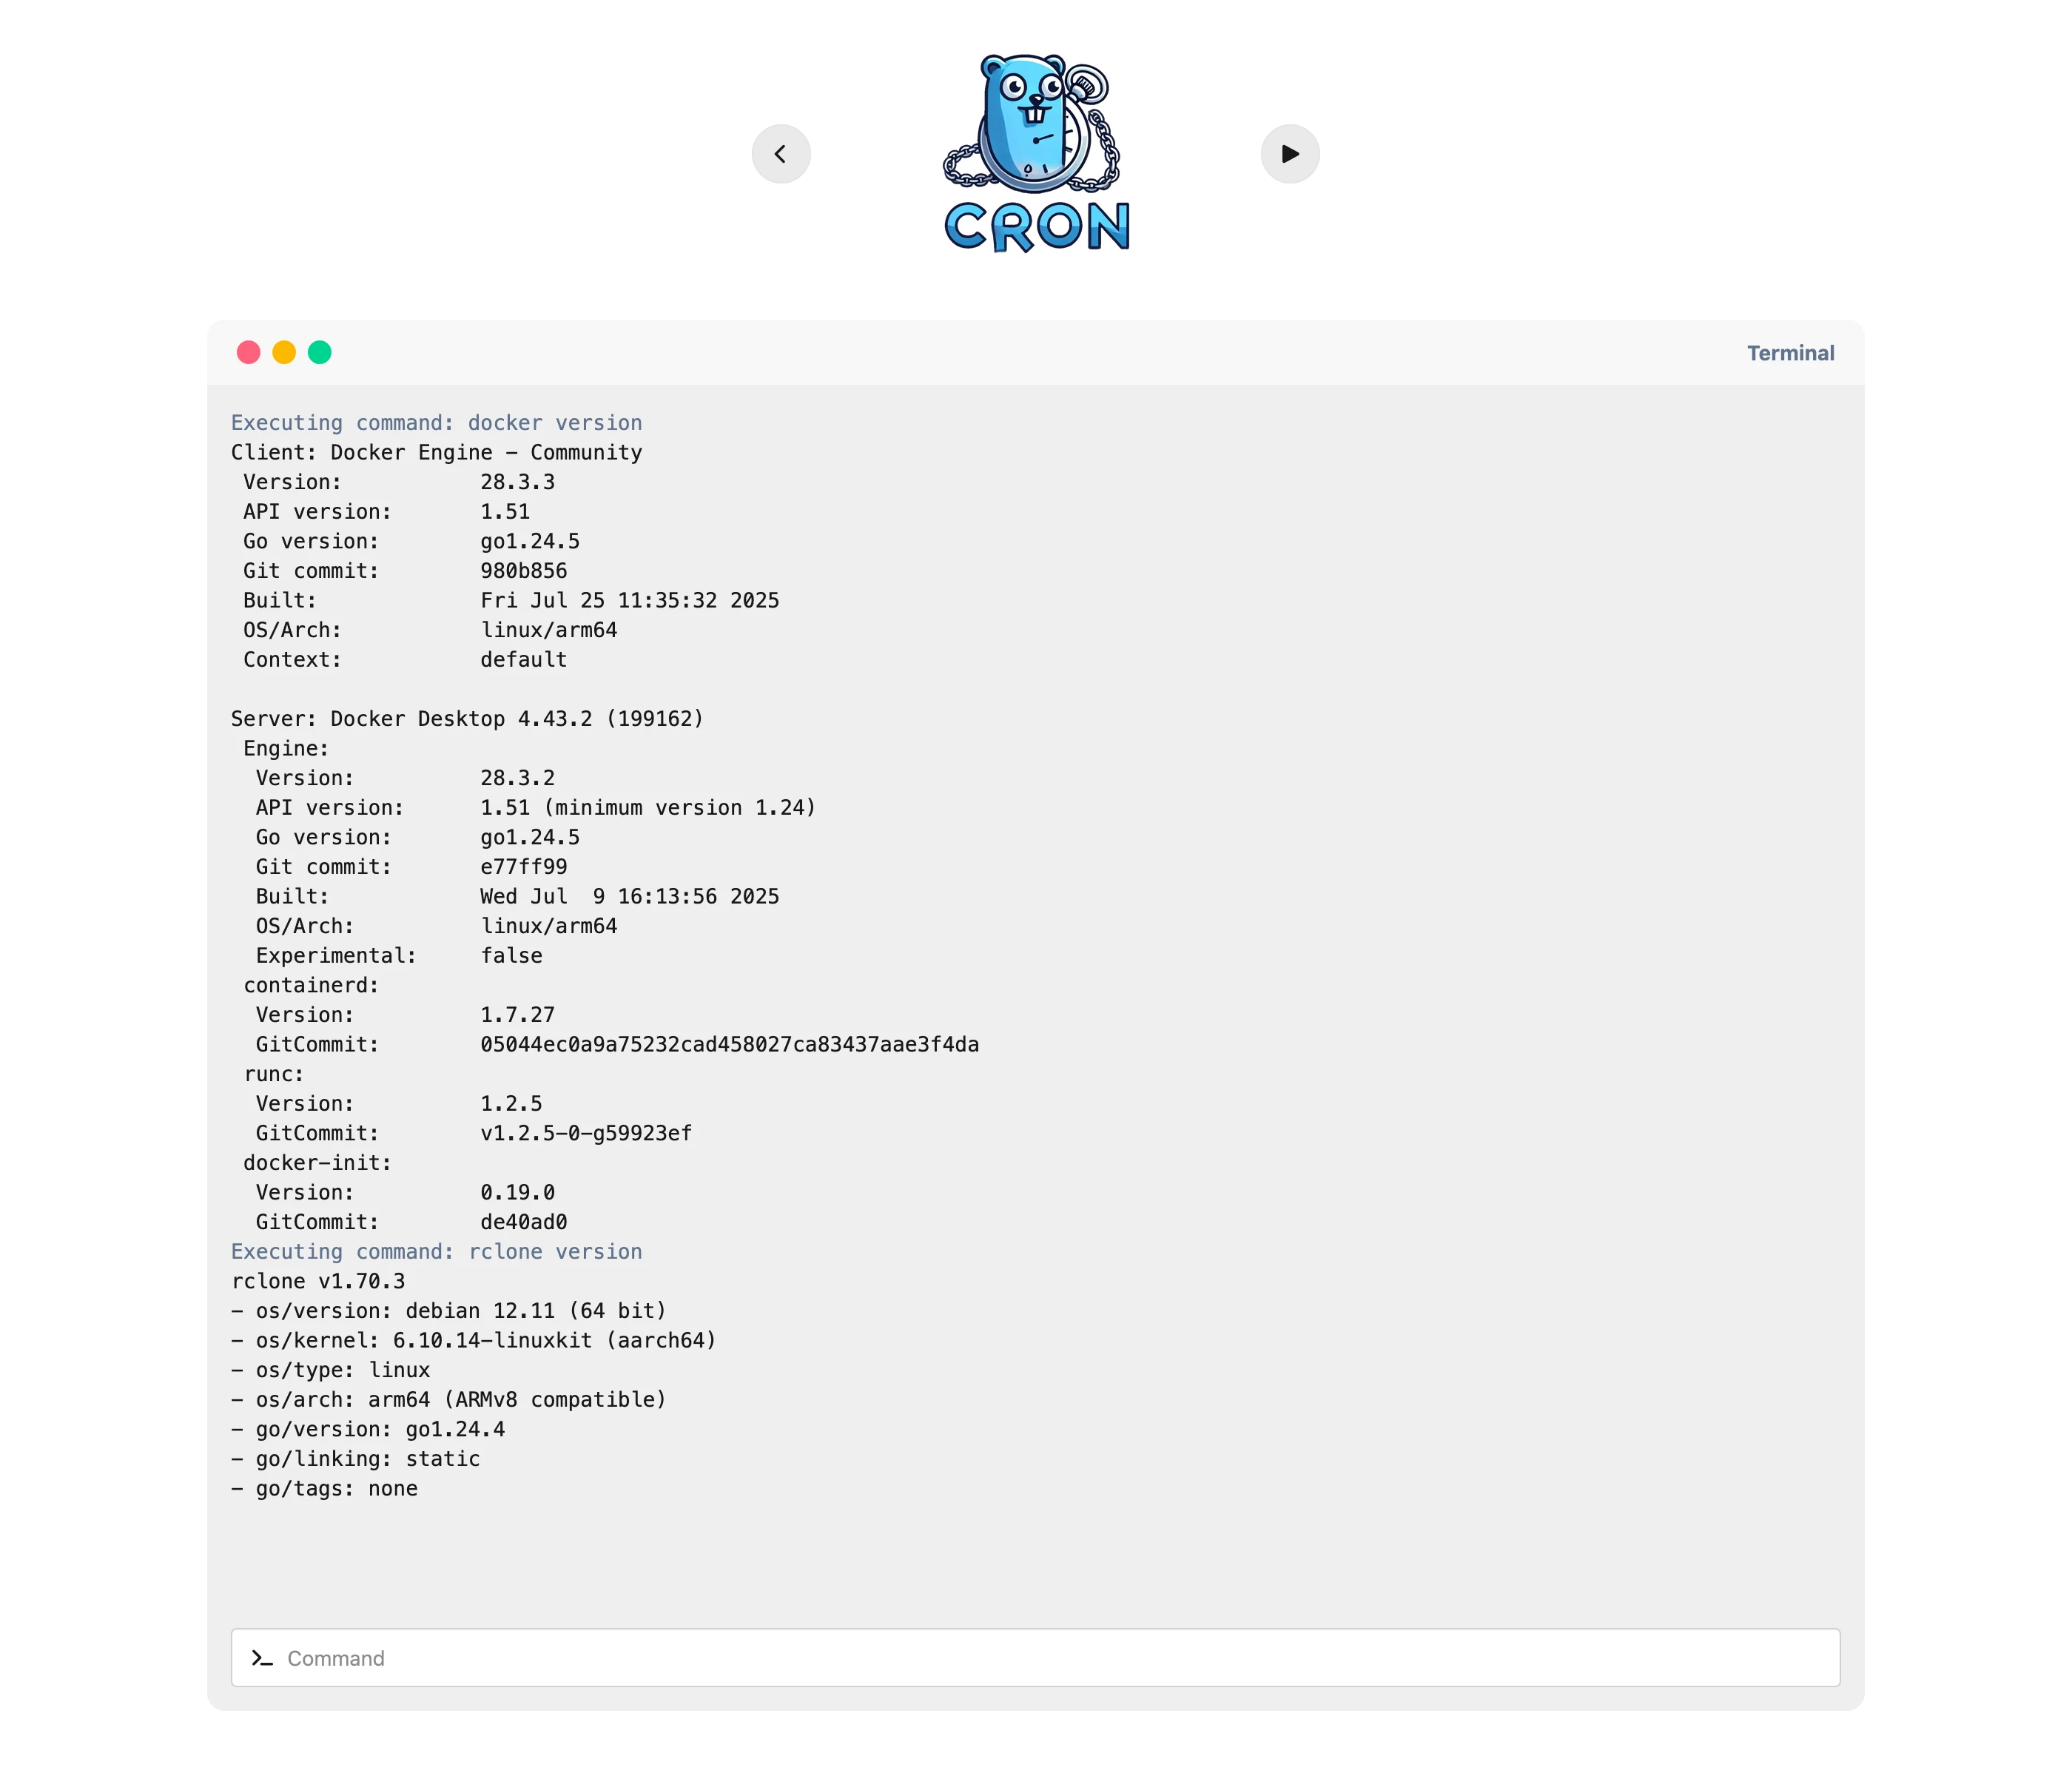 CRON
Terminal
Executing command: docker version
Client: Docker Engine - Community
 Version:           28.3.3
 API version:       1.51
 Go version:        go1.24.5
 Git commit:        980b856
 Built:             Fri Jul 25 11:35:32 2025
 OS/Arch:           linux/arm64
 Context:           default

Server: Docker Desktop 4.43.2 (199162)
 Engine:
  Version:          28.3.2
  API version:      1.51 (minimum version 1.24)
  Go version:       go1.24.5
  Git commit:       e77ff99
  Built:            Wed Jul  9 16:13:56 2025
  OS/Arch:          linux/arm64
  Experimental:     false
 containerd:
  Version:          1.7.27
  GitCommit:        05044ec0a9a75232cad458027ca83437aae3f4da
 runc:
  Version:          1.2.5
  GitCommit:        v1.2.5-0-g59923ef
 docker-init:
  Version:          0.19.0
  GitCommit:        de40ad0
Executing command: rclone version
rclone v1.70.3
- os/version: debian 12.11 (64 bit)
- os/kernel: 6.10.14-linuxkit (aarch64)
- os/type: linux
- os/arch: arm64 (ARMv8 compatible)
- go/version: go1.24.4
- go/linking: static
- go/tags: none
Command